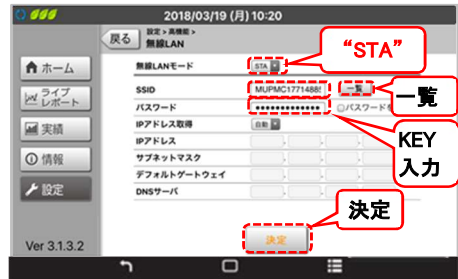 2018/03/19 (月) 10:20
戻る
設定 > 高機能 >
無線LAN
ホーム
ライブ
レポート
実績
情報
設定
Ver 3.1.3.2
無線LANモード STA
SSID MUPMC1771488 一覧
パスワード ●●●●●●●●●●●●● パスワードを
IPアドレス取得 自動
IPアドレス
サブネットマスク
デフォルトゲートウェイ
DNSサーバ
決定
“STA”
一覧
KEY
入力
決定